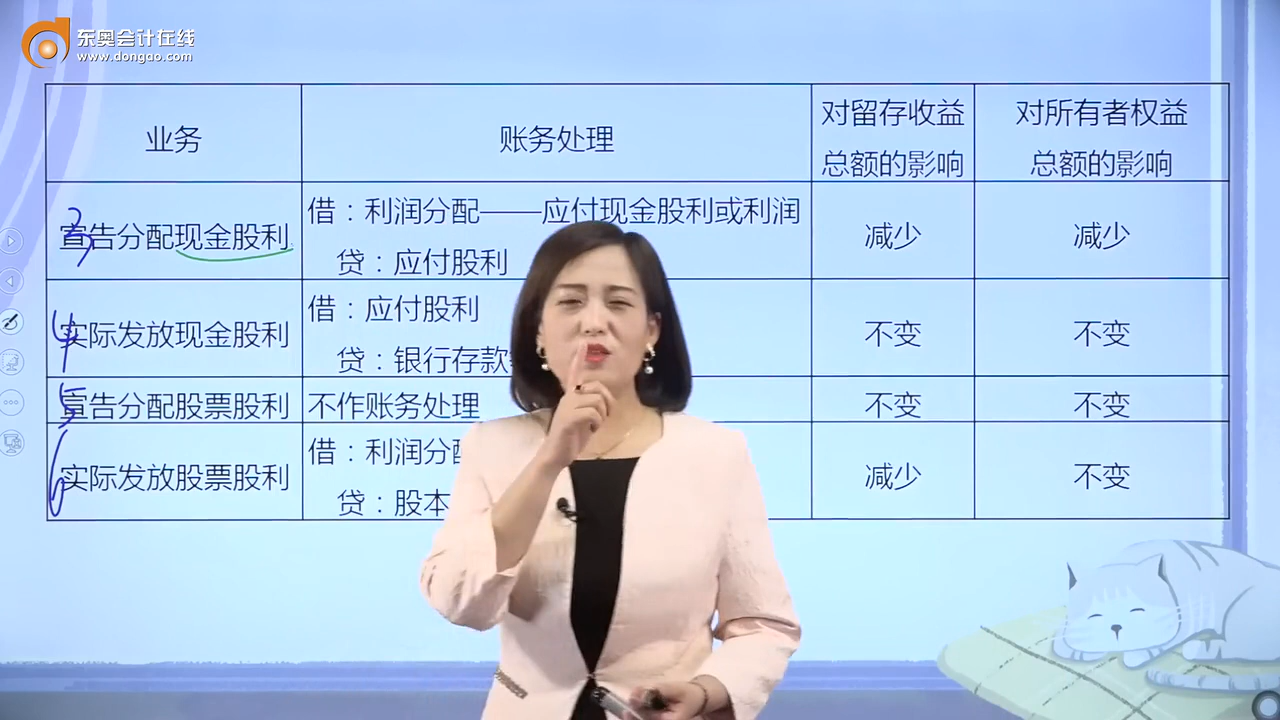 东奥会计在线
www.dongao.com
业务
账务处理
对留存收益
总额的影响
对所有者权益
总额的影响
3
宣告分配现金股利
借：利润分配——应付现金股利或利润
贷：应付股利
减少
减少
4
实际发放现金股利
借：应付股利
贷：银行存款
不变
不变
5
宣告分配股票股利
不作账务处理
不变
不变
6
实际发放股票股利
借：利润分配
贷：股本
减少
不变